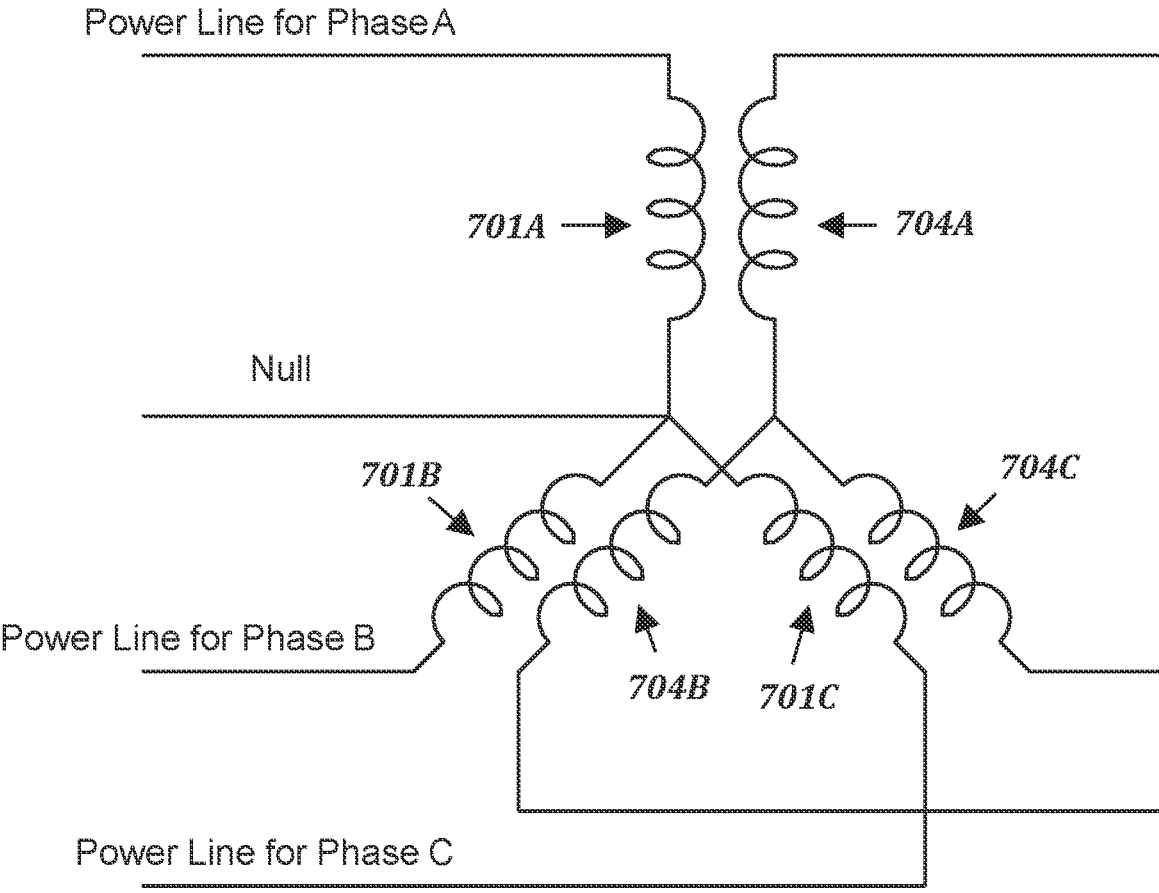 Power Line for Phase A
701A
704A
Null
701B
704C
Power Line for Phase B
704B
701C
Power Line for Phase C